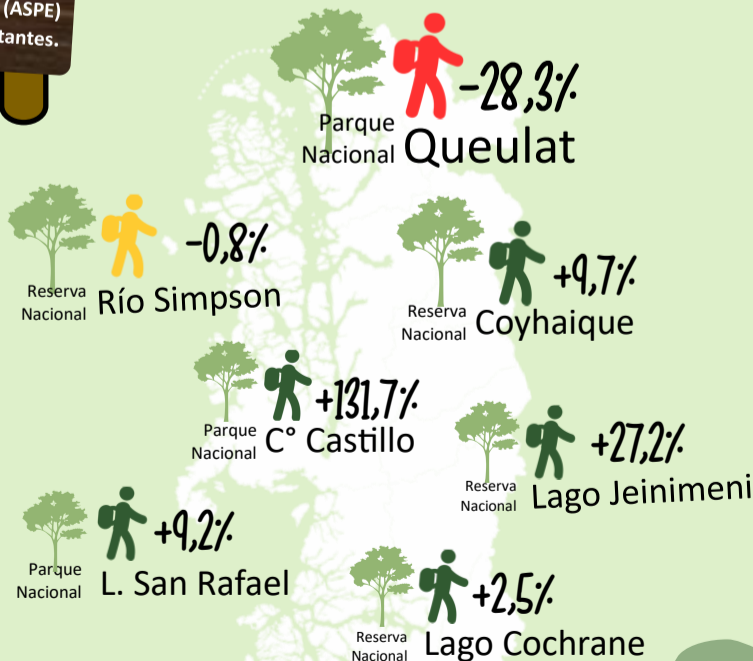 (ASPE)
tantes.
-28,3%
Parque
Nacional Queulat
-0,8%
Reserva
Nacional Río Simpson
+9,7%
Reserva
Nacional Coyhaique
+131,7%
Parque
Nacional C° Castillo
+27,2%
Reserva
Nacional Lago Jeinimeni
+9,2%
Parque
Nacional L. San Rafael
+2,5%
Reserva
Nacional Lago Cochrane